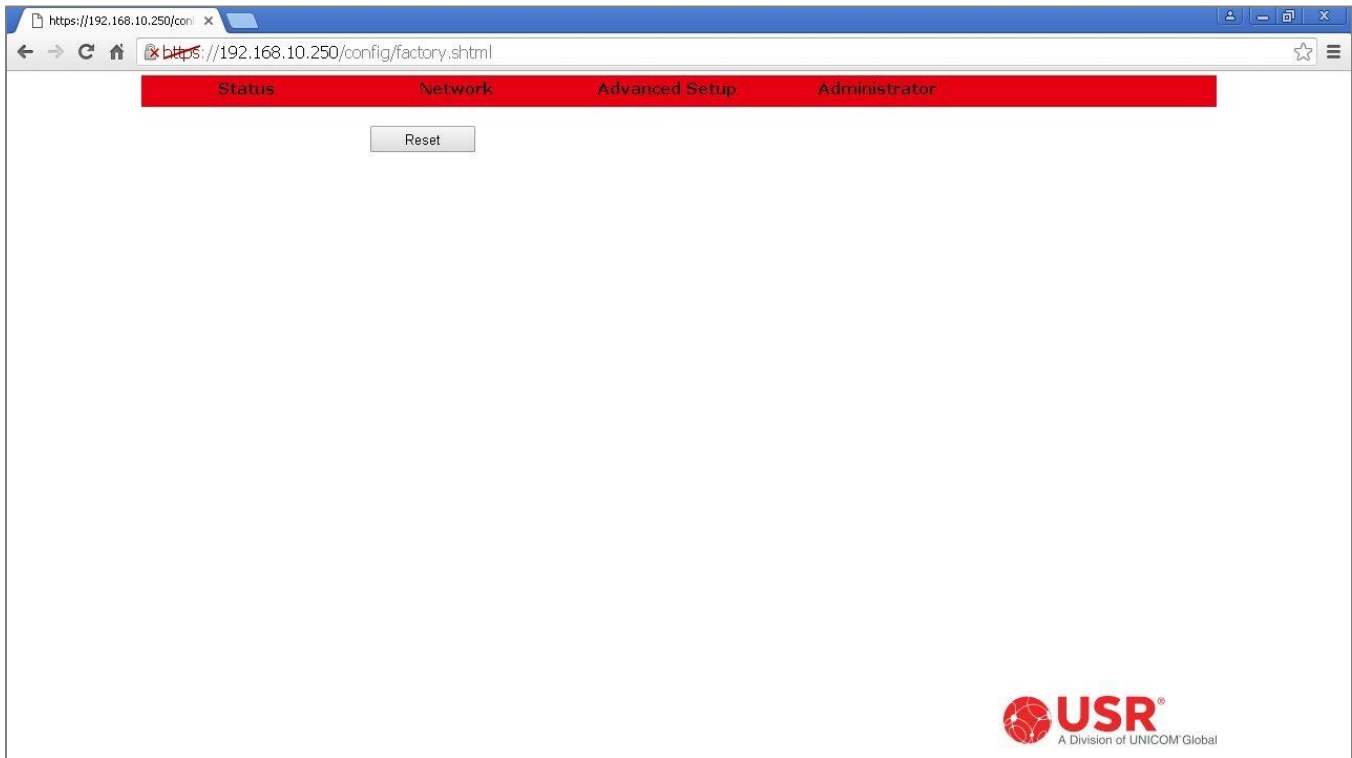 https://192.168.10.250/con
https://192.168.10.250/config/factory.shtml
Status Network Advanced Setup Administrator
Reset
USR®
A Division of UNICOM® Global